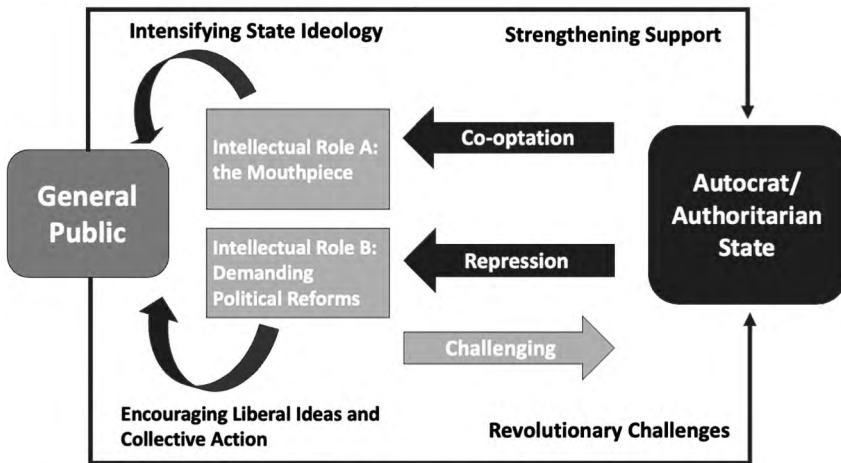 Intensifying State Ideology
Strengthening Support
Intellectual Role A:
the Mouthpiece
Co-optation
General
Public
Autocrat/
Authoritarian
State
Intellectual Role B:
Demanding
Political Reforms
Repression
Challenging
Encouraging Liberal Ideas and
Collective Action
Revolutionary Challenges